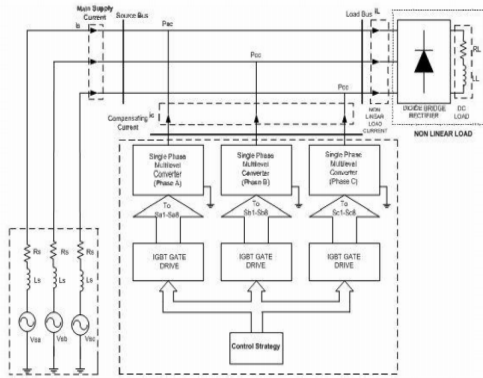 Main Supply
Current
Source Bus
Load Bus
is
iL
Pcc
Pcc
Pcc
RL
LL
DIODE BRIDGE
RECTIFIER
DC
LOAD
NON
LINEAR
LOAD
CURRENT
NON LINEAR LOAD
ic
Compensating
Current
Single Phase
Multilevel
Converter
(Phase A)
Single Phase
Multilevel
Converter
(Phase B)
Single Phase
Multilevel
Converter
(Phase C)
To
Sa1-Sa8
To
Sb1-Sb8
To
Sc1-Sc8
IGBT GATE
DRIVE
IGBT GATE
DRIVE
IGBT GATE
DRIVE
Control Strategy
Rs
Rs
Rs
Ls
Ls
Ls
Vsa
Vsb
Vsc